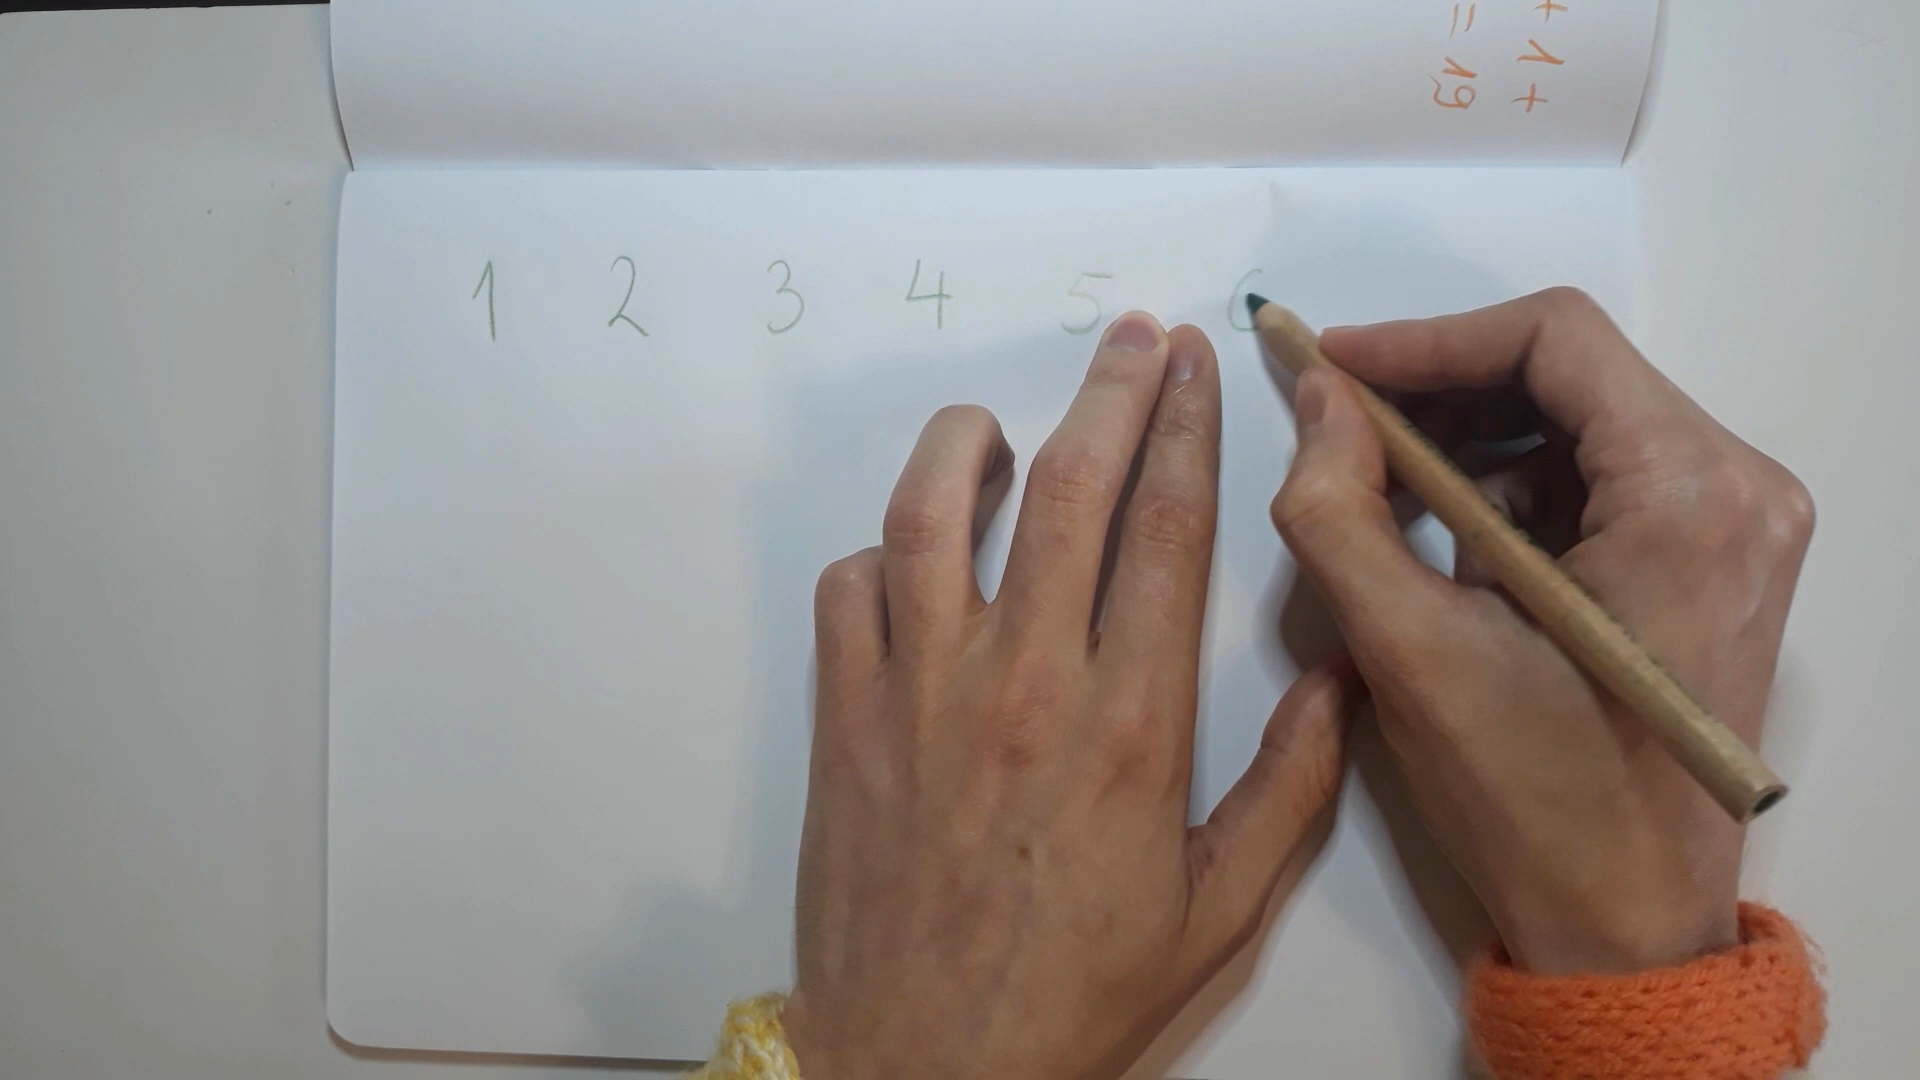 1 2 3 4 5 6
+ 1 +
19 =